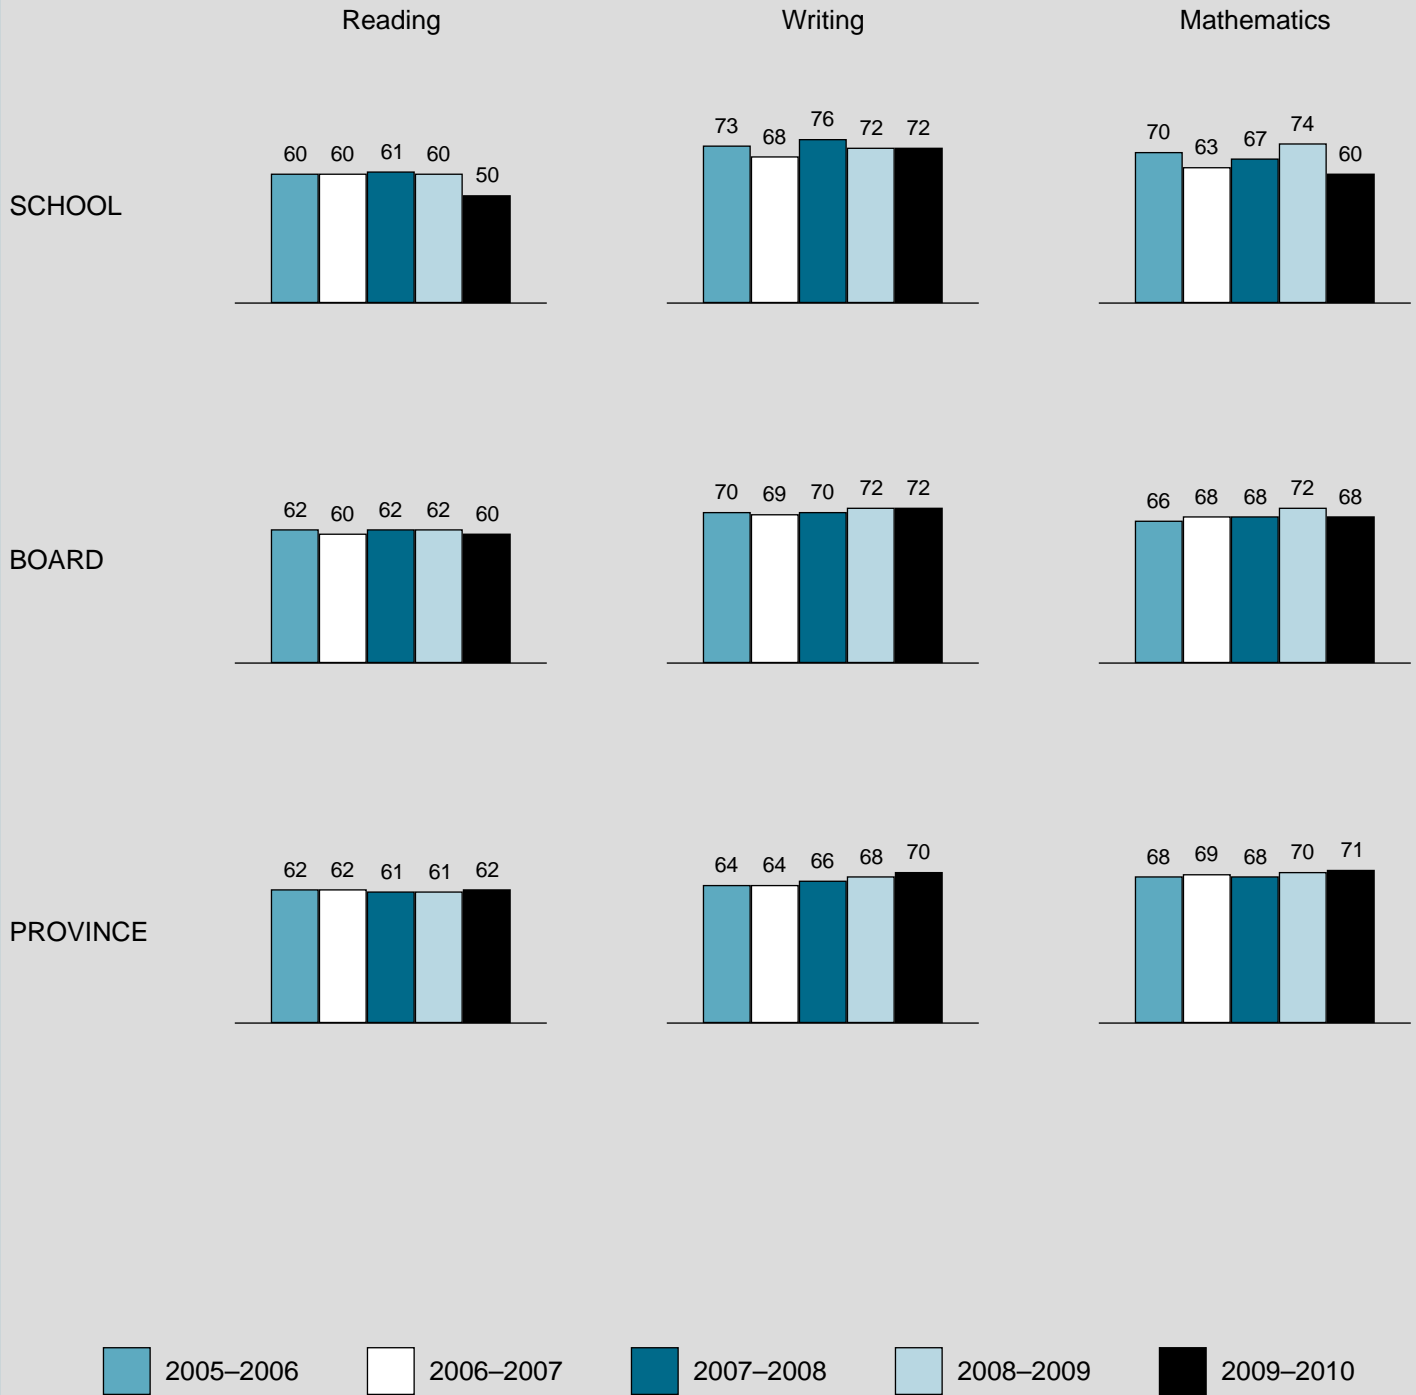 Reading Writing Mathematics
73 68 76 72 72
70 63 67 74 60
60 60 61 60 50
SCHOOL
62 60 62 62 60
70 69 70 72 72
66 68 68 72 68
BOARD
62 62 61 61 62
64 64 66 68 70
68 69 68 70 71
PROVINCE
2005–2006 2006–2007 2007–2008 2008–2009 2009–2010